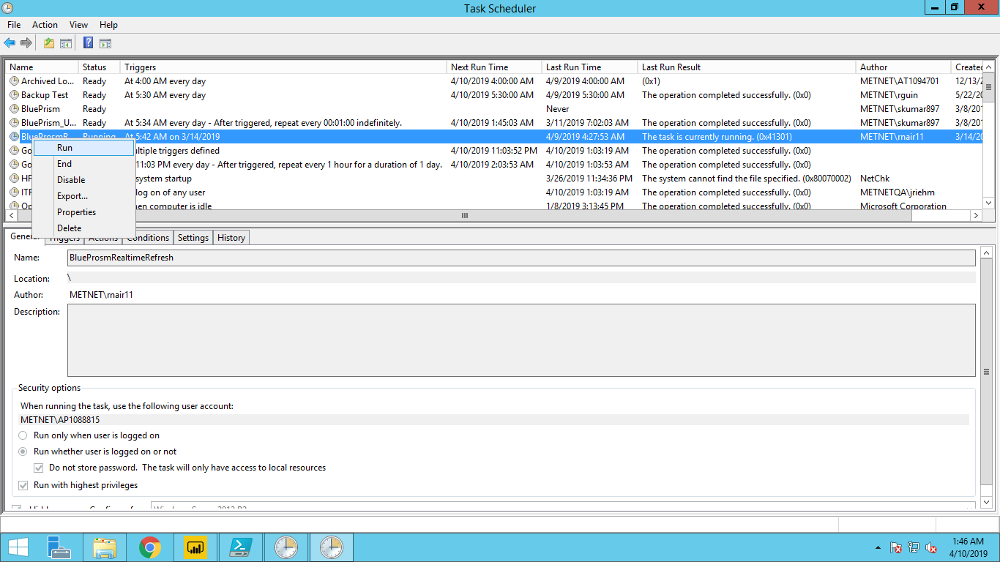 Task Scheduler
File Action View Help
Name Status Triggers Next Run Time Last Run Time Last Run Result Author Created
Archived Lo... Ready At 4:00 AM every day 4/10/2019 4:00:00 AM 4/9/2019 4:00:00 AM (0x1) METNET\AT1094701 12/13/2
Backup Test Ready At 5:30 AM every day 4/10/2019 5:30:00 AM 4/9/2019 5:30:00 AM The operation completed successfully. (0x0) METNET\rguin 5/22/20
BluePrism Ready Never METNET\skumar897 3/8/201
BluePrism_U... Ready At 5:34 AM every day - After triggered, repeat every 00:01:00 indefinitely. 4/10/2019 1:45:03 AM 3/11/2019 7:02:03 AM The operation completed successfully. (0x0) METNET\skumar897 3/8/201
BlueProsmR... Running At 5:42 AM on 3/14/2019 4/9/2019 4:27:53 AM The task is currently running. (0x41301) METNET\rnair11 3/14/20
Go ultiple triggers defined 4/10/2019 11:03:52 PM 4/10/2019 1:03:19 AM The operation completed successfully. (0x0)
Go 11:03 PM every day - After triggered, repeat every 1 hour for a duration of 1 day. 4/10/2019 2:03:53 AM 4/10/2019 1:03:19 AM The operation completed successfully. (0x0)
HP system startup 3/26/2019 11:34:36 PM The system cannot find the file specified. (0x80070002) NetChk
ITF log on of any user 4/10/2019 1:03:19 AM The operation completed successfully. (0x0) METNETQA\jriehm
Op hen computer is idle 1/8/2019 3:13:45 PM The operation completed successfully. (0x0) Microsoft Corporation
Run
End
Disable
Export...
Properties
Delete
General Triggers Actions Conditions Settings History
Name: BlueProsmRealtimeRefresh
Location: \
Author: METNET\rnair11
Description:
Security options
When running the task, use the following user account:
METNET\AP1088815
Run only when user is logged on
Run whether user is logged on or not
Do not store password. The task will only have access to local resources
Run with highest privileges
1:46 AM
4/10/2019